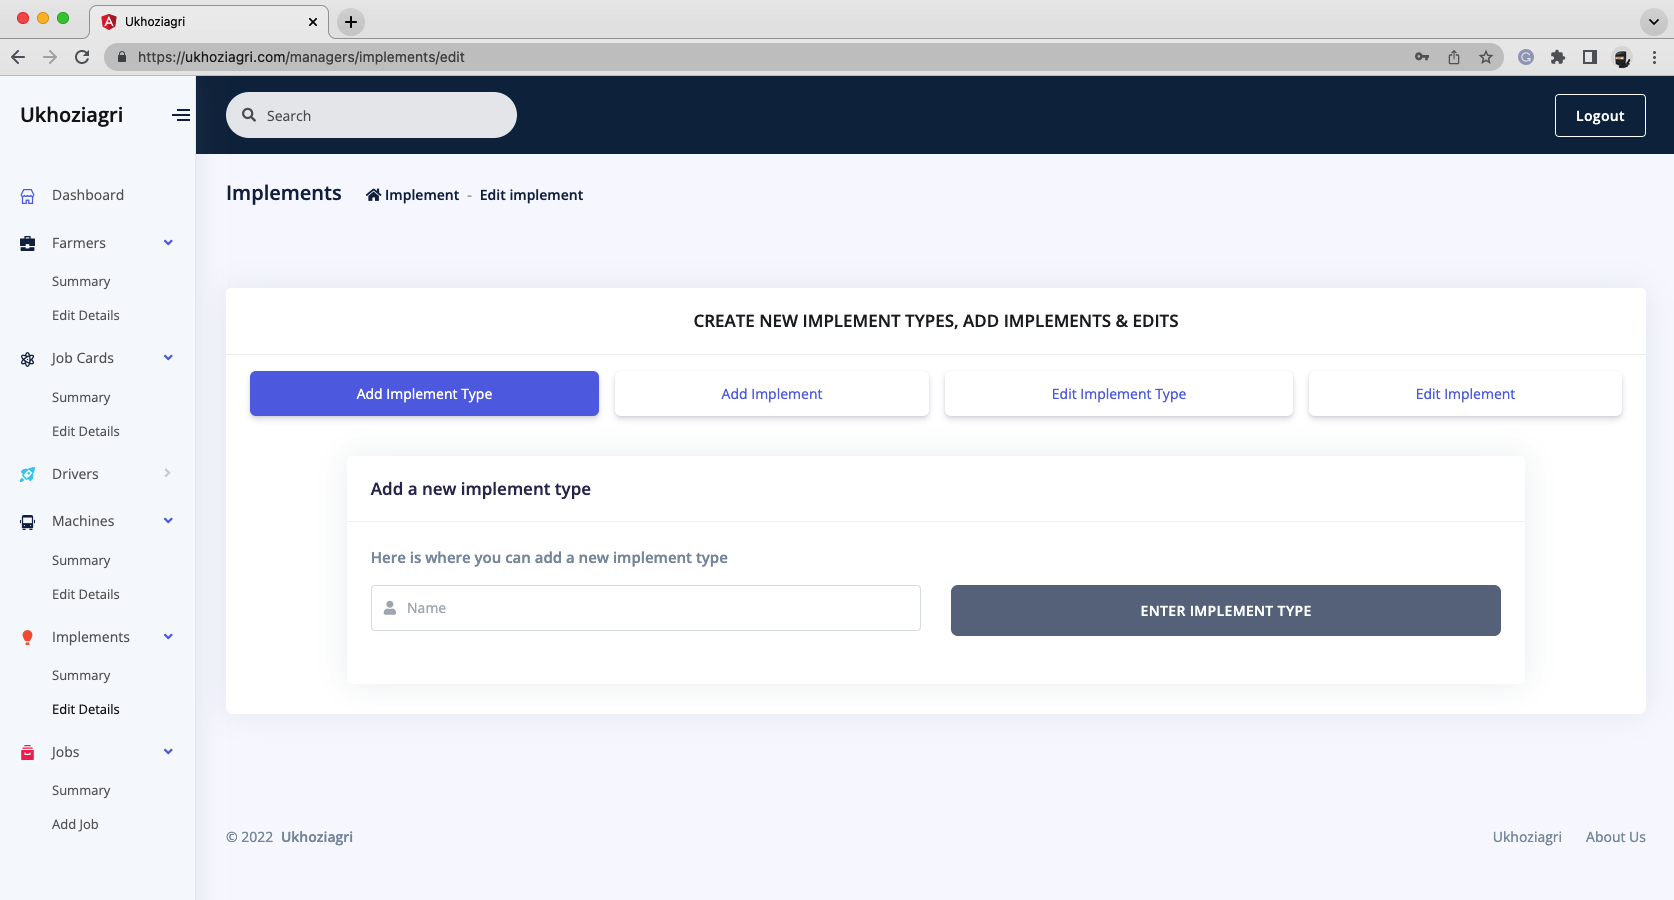 Ukhoziagri
https://ukhoziagri.com/managers/implements/edit
Ukhoziagri
Search
Logout
Dashboard
Farmers
Summary
Edit Details
Job Cards
Summary
Edit Details
Drivers
Machines
Summary
Edit Details
Implements
Summary
Edit Details
Jobs
Summary
Add Job
Implements
Implement - Edit implement
CREATE NEW IMPLEMENT TYPES, ADD IMPLEMENTS & EDITS
Add Implement Type
Add Implement
Edit Implement Type
Edit Implement
Add a new implement type
Here is where you can add a new implement type
Name
ENTER IMPLEMENT TYPE
© 2022 Ukhoziagri
Ukhoziagri
About Us